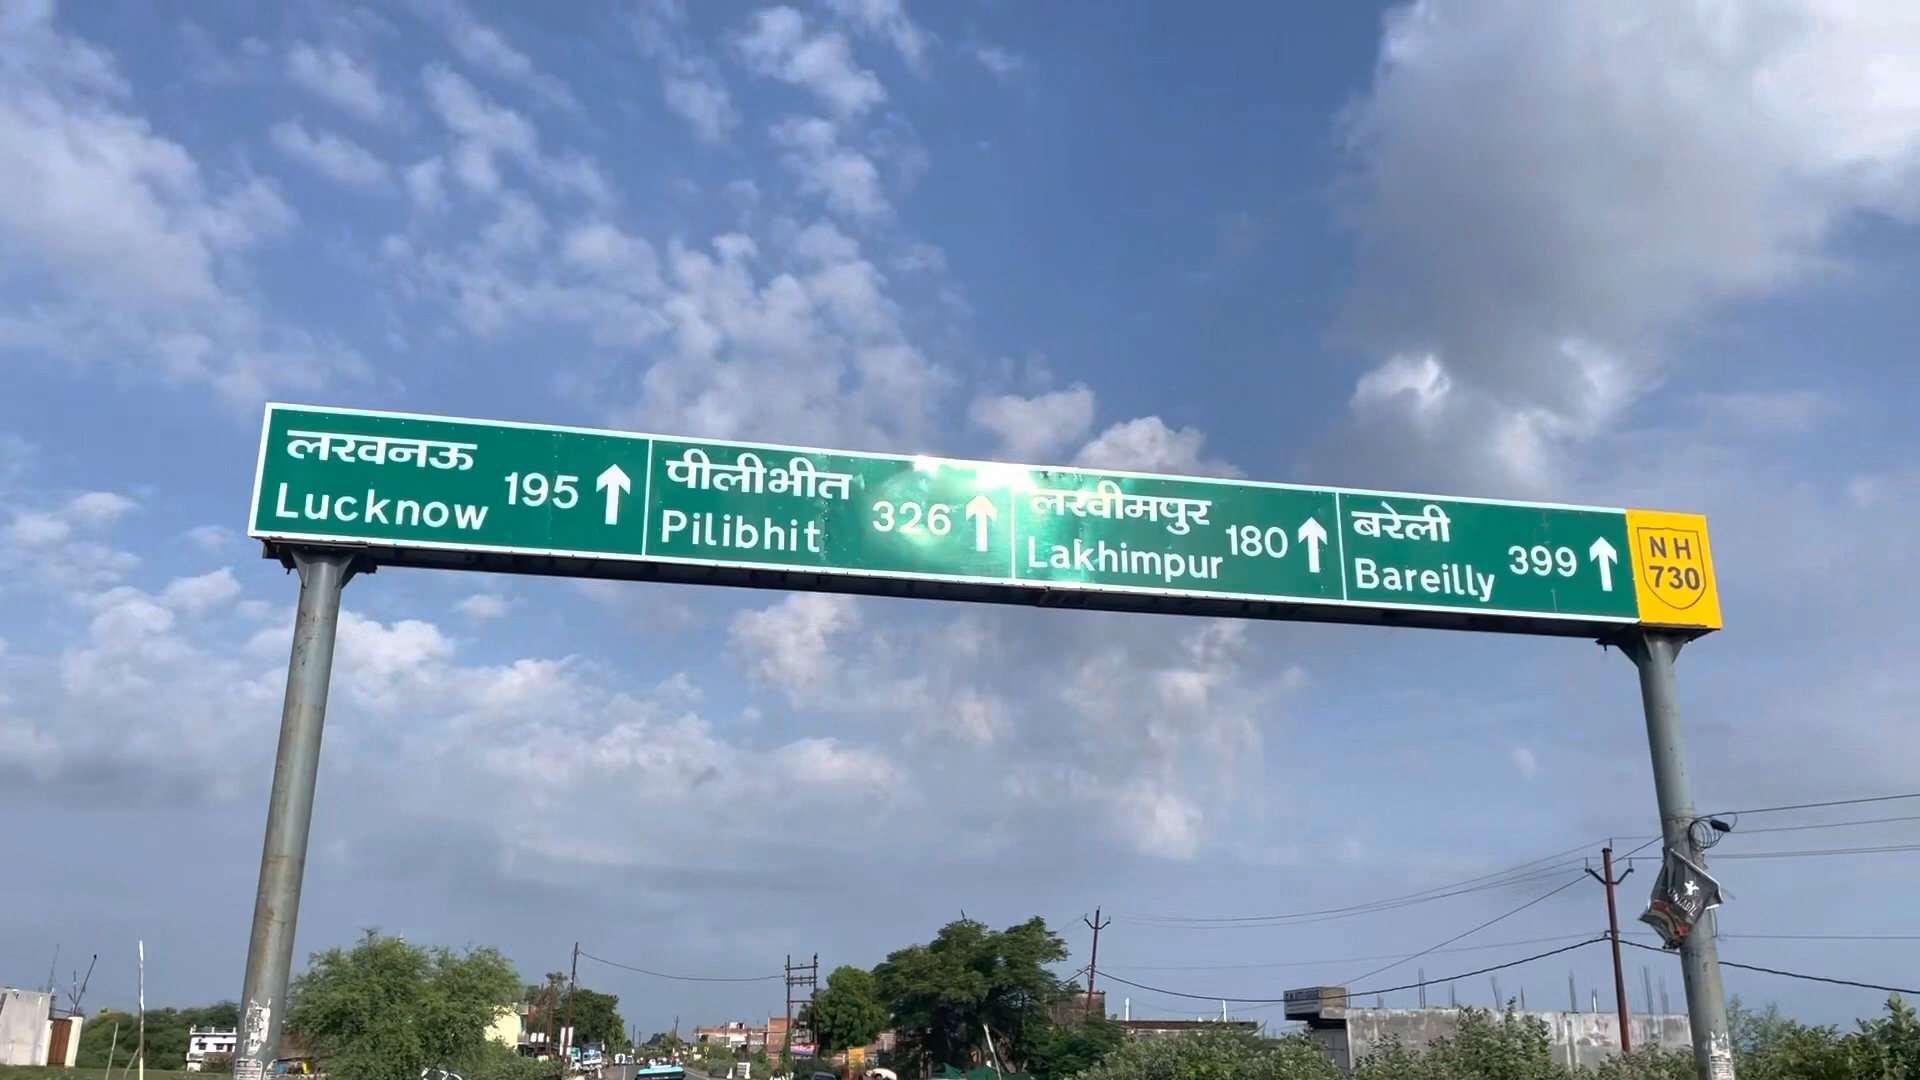 लखनऊ
Lucknow
195
पीलीभीत
Pilibhit
326
लखीमपुर
Lakhimpur
180
बरेली
Bareilly
399
NH
730